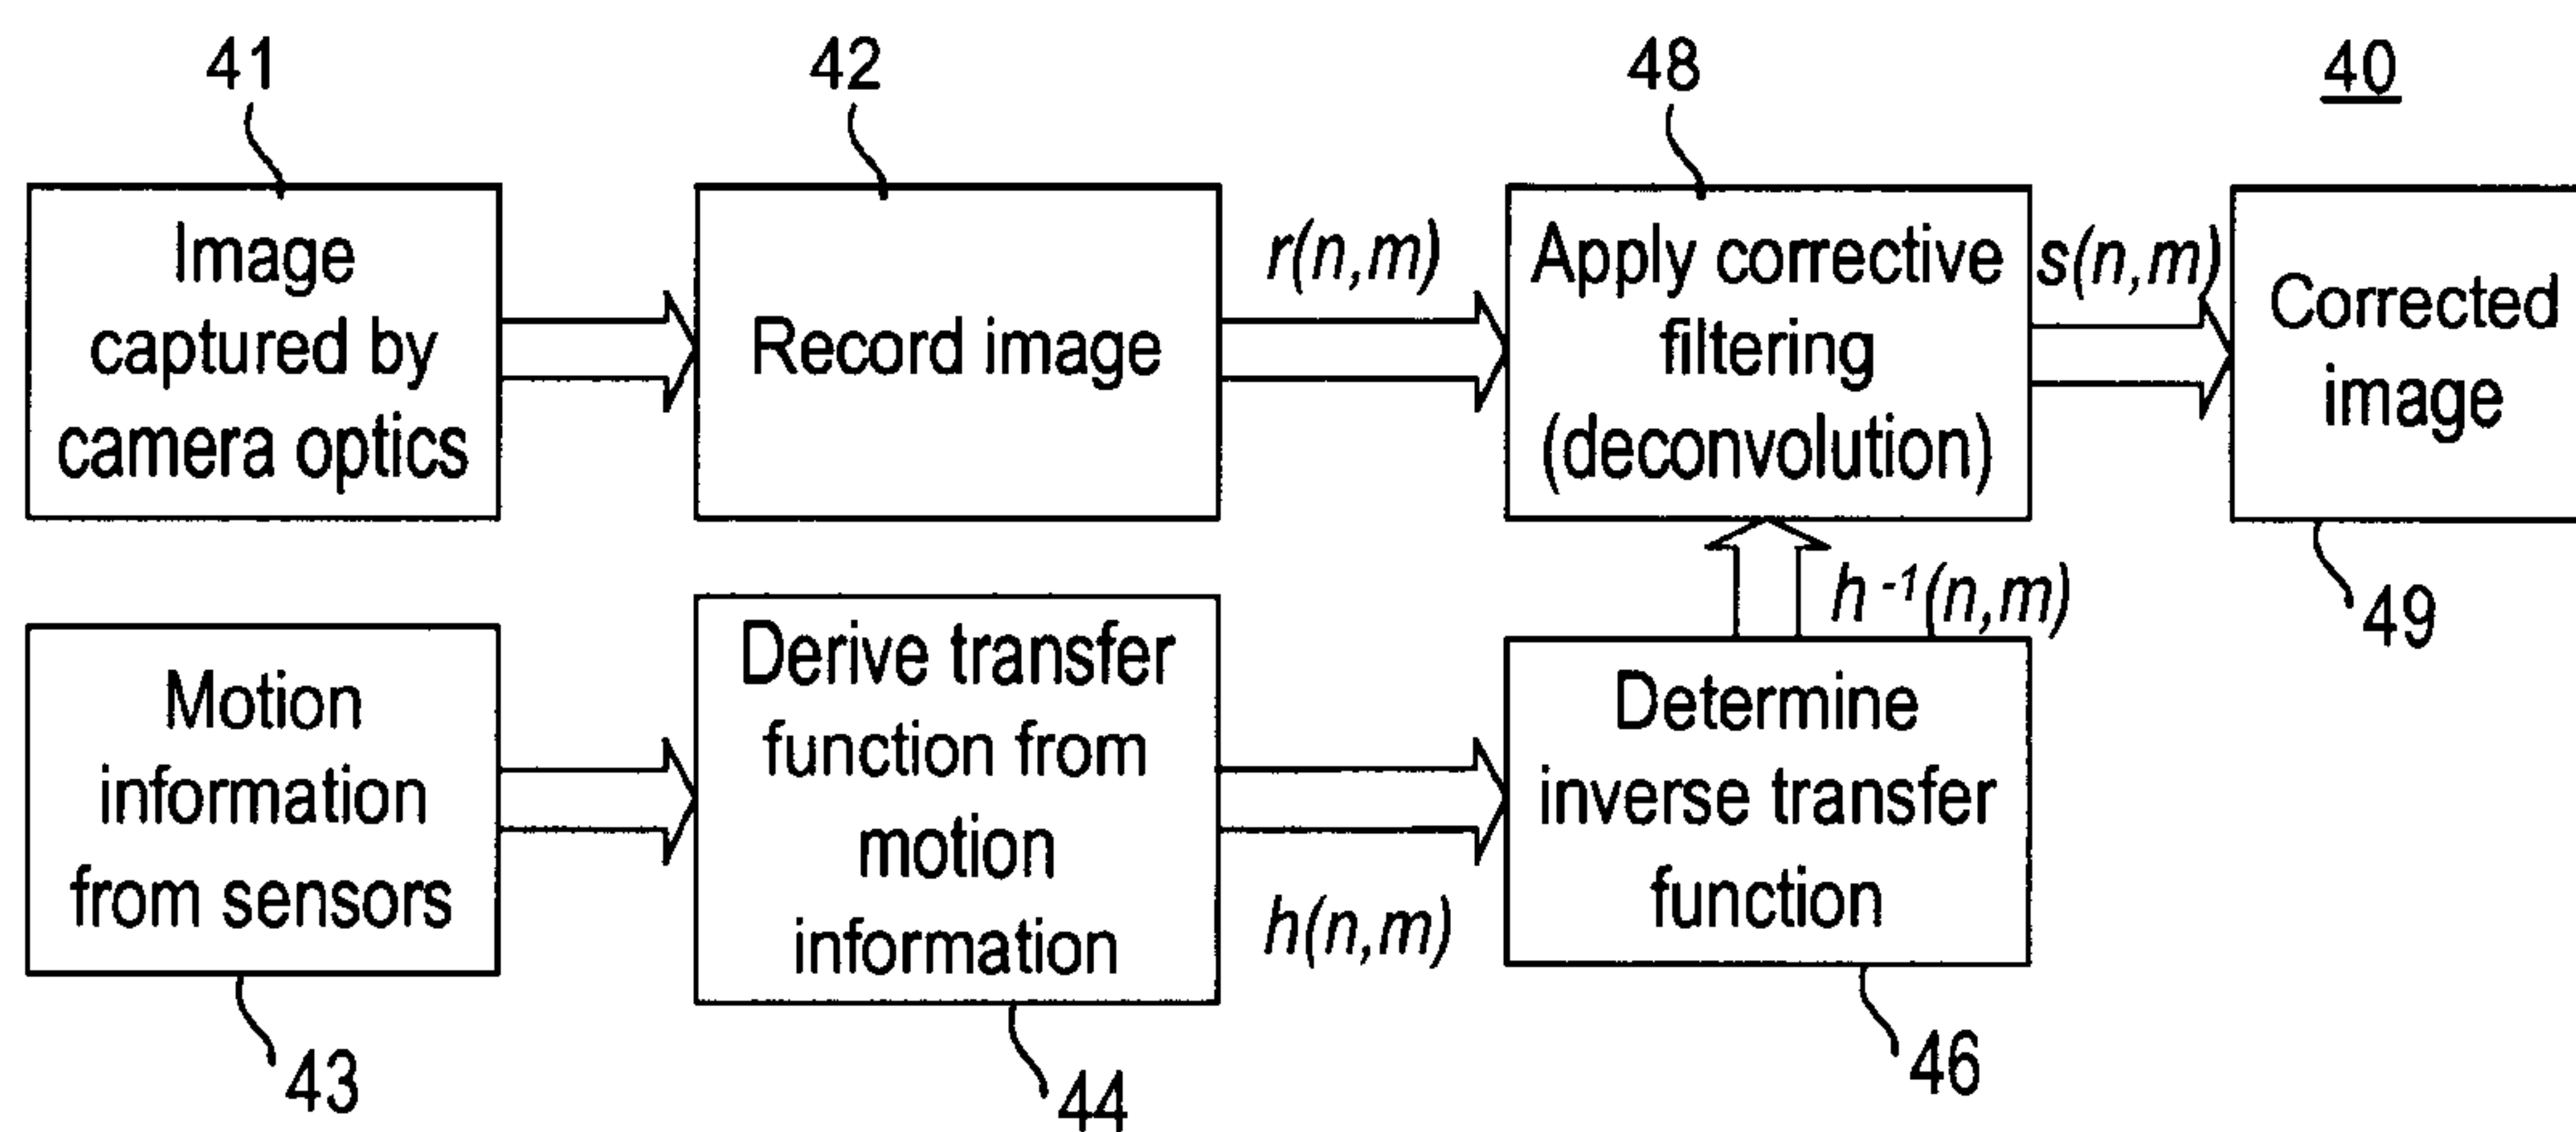 41
42
48
40
Image
captured by
camera optics
Record image
r(n,m)
Apply corrective
filtering
(deconvolution)
s(n,m)
Corrected
image
49
h⁻¹(n,m)
Motion
information
from sensors
43
Derive transfer
function from
motion
information
44
h(n,m)
Determine
inverse transfer
function
46